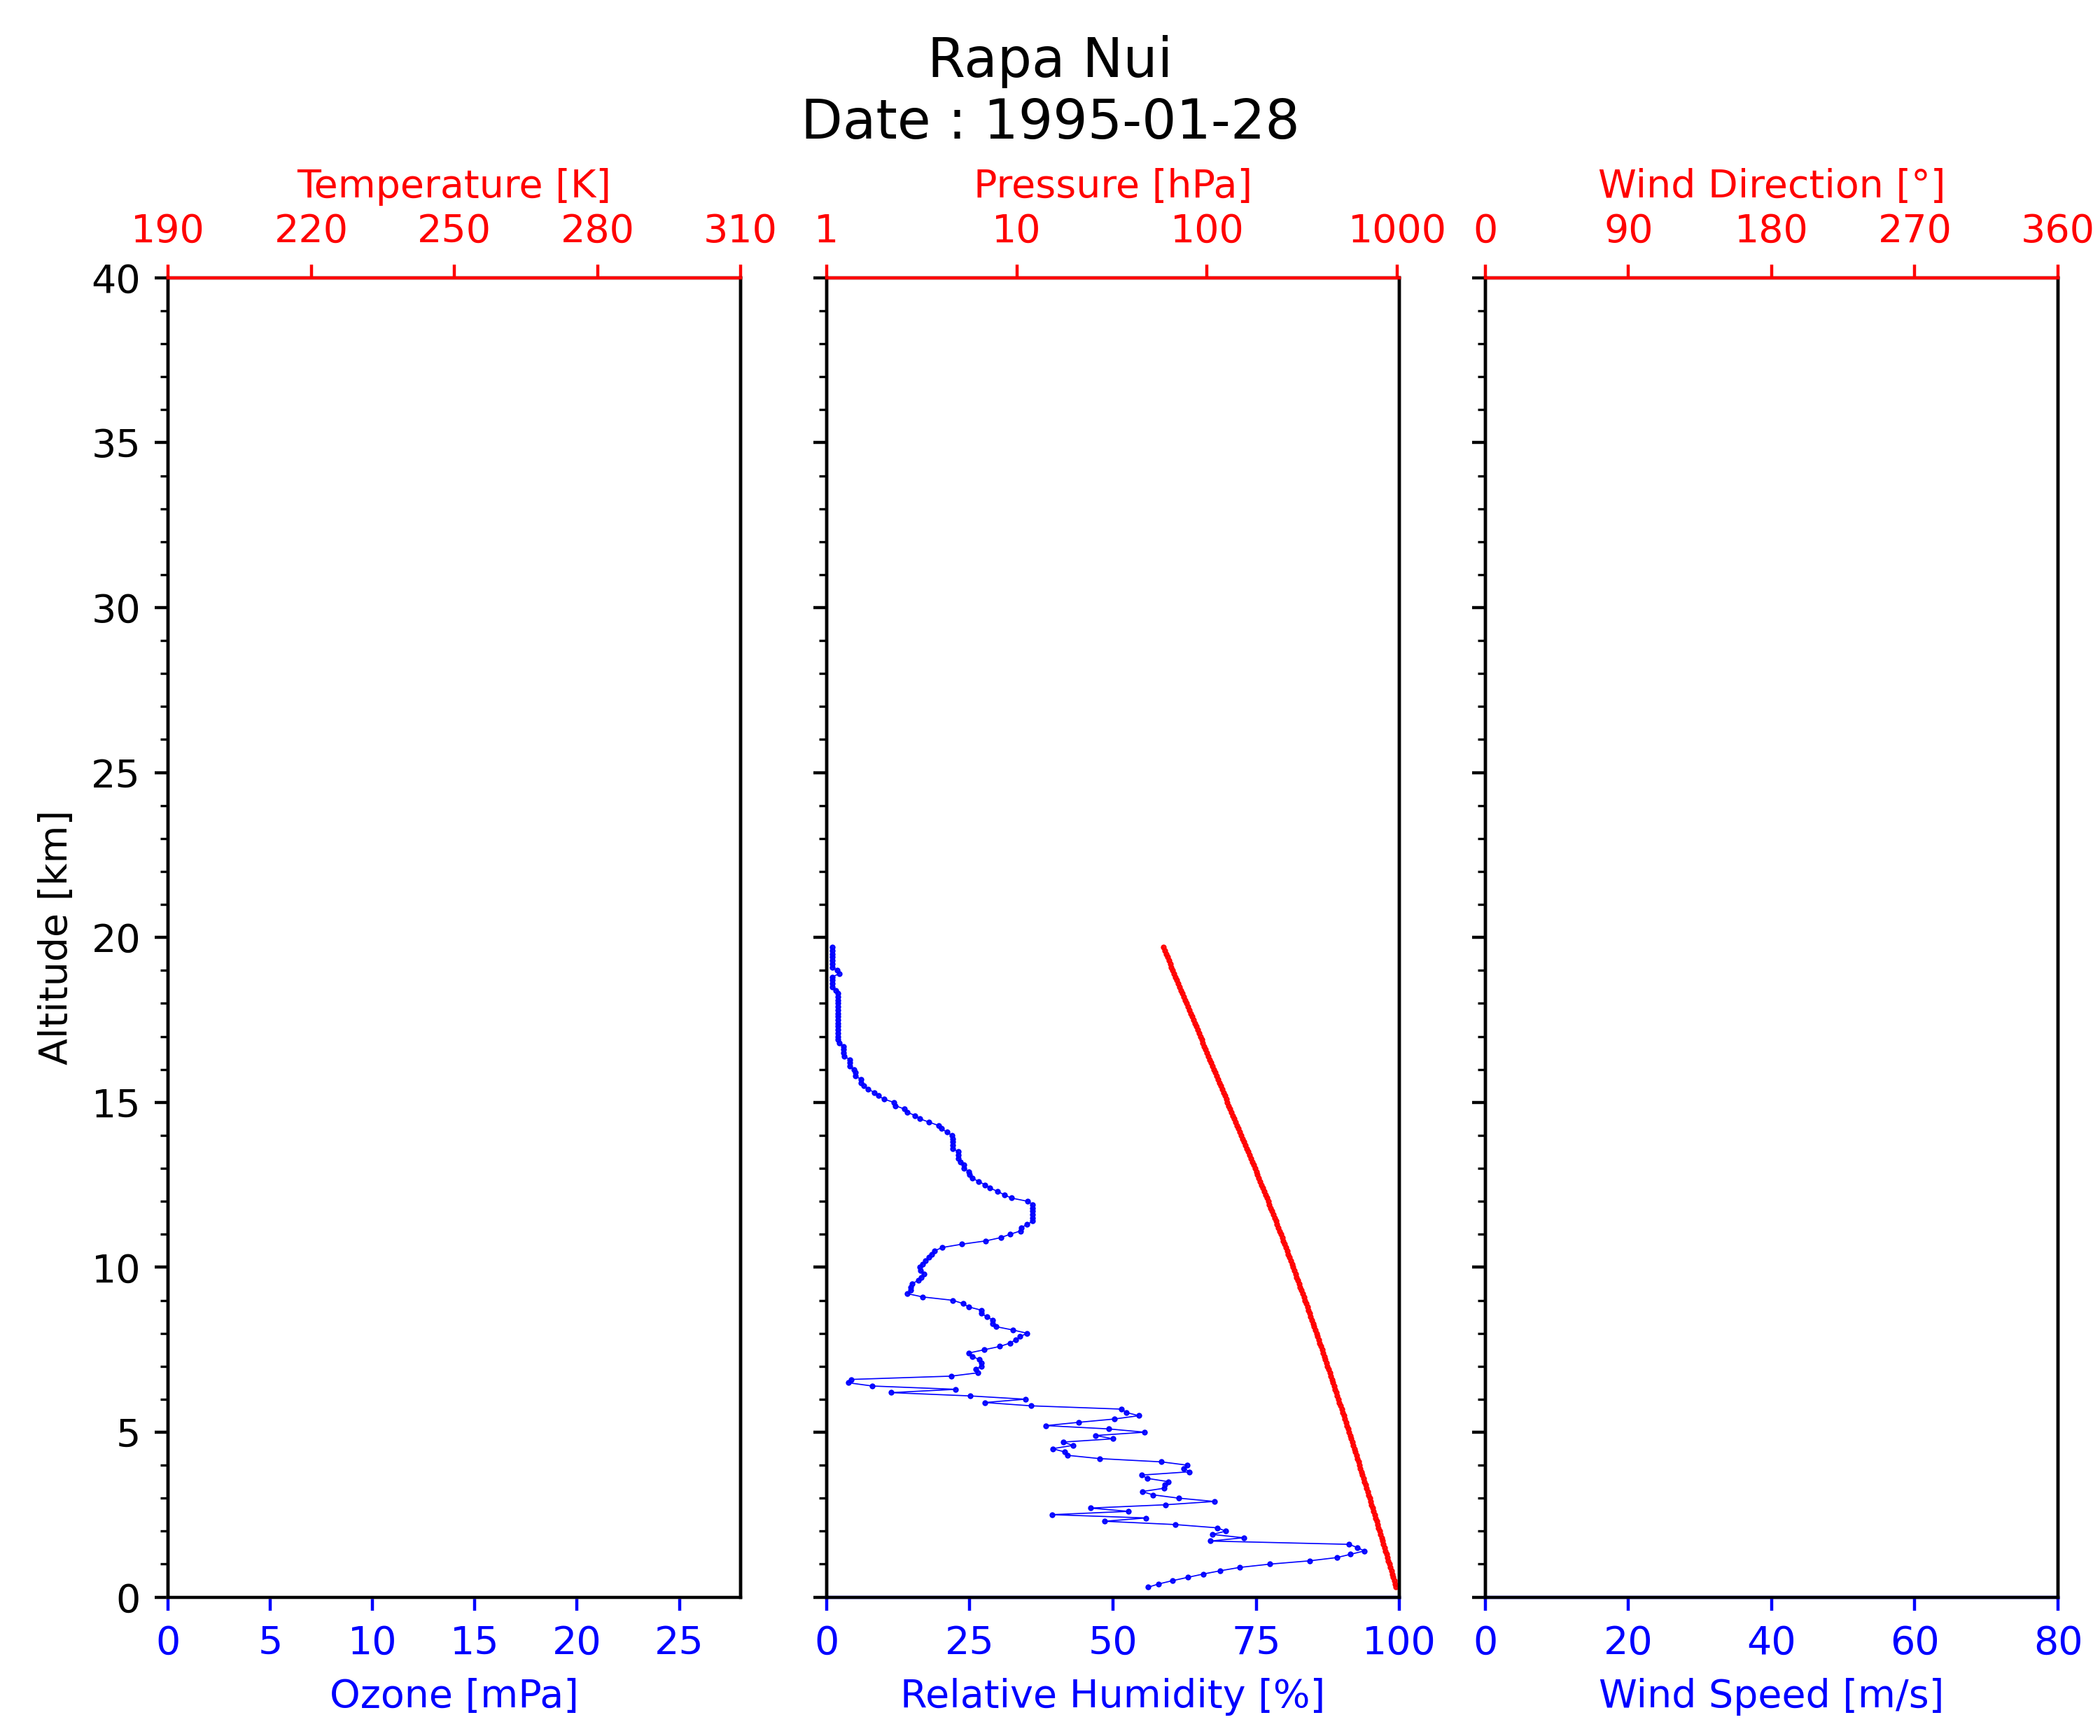 Rapa Nui
Date : 1995-01-28
Temperature [K]
190 220 250 280 310
Pressure [hPa]
1 10 100 1000
Wind Direction [°]
0 90 180 270 360
Altitude [km]
40
35
30
25
20
15
10
5
0
0 5 10 15 20 25
Ozone [mPa]
0 25 50 75 100
Relative Humidity [%]
0 20 40 60 80
Wind Speed [m/s]